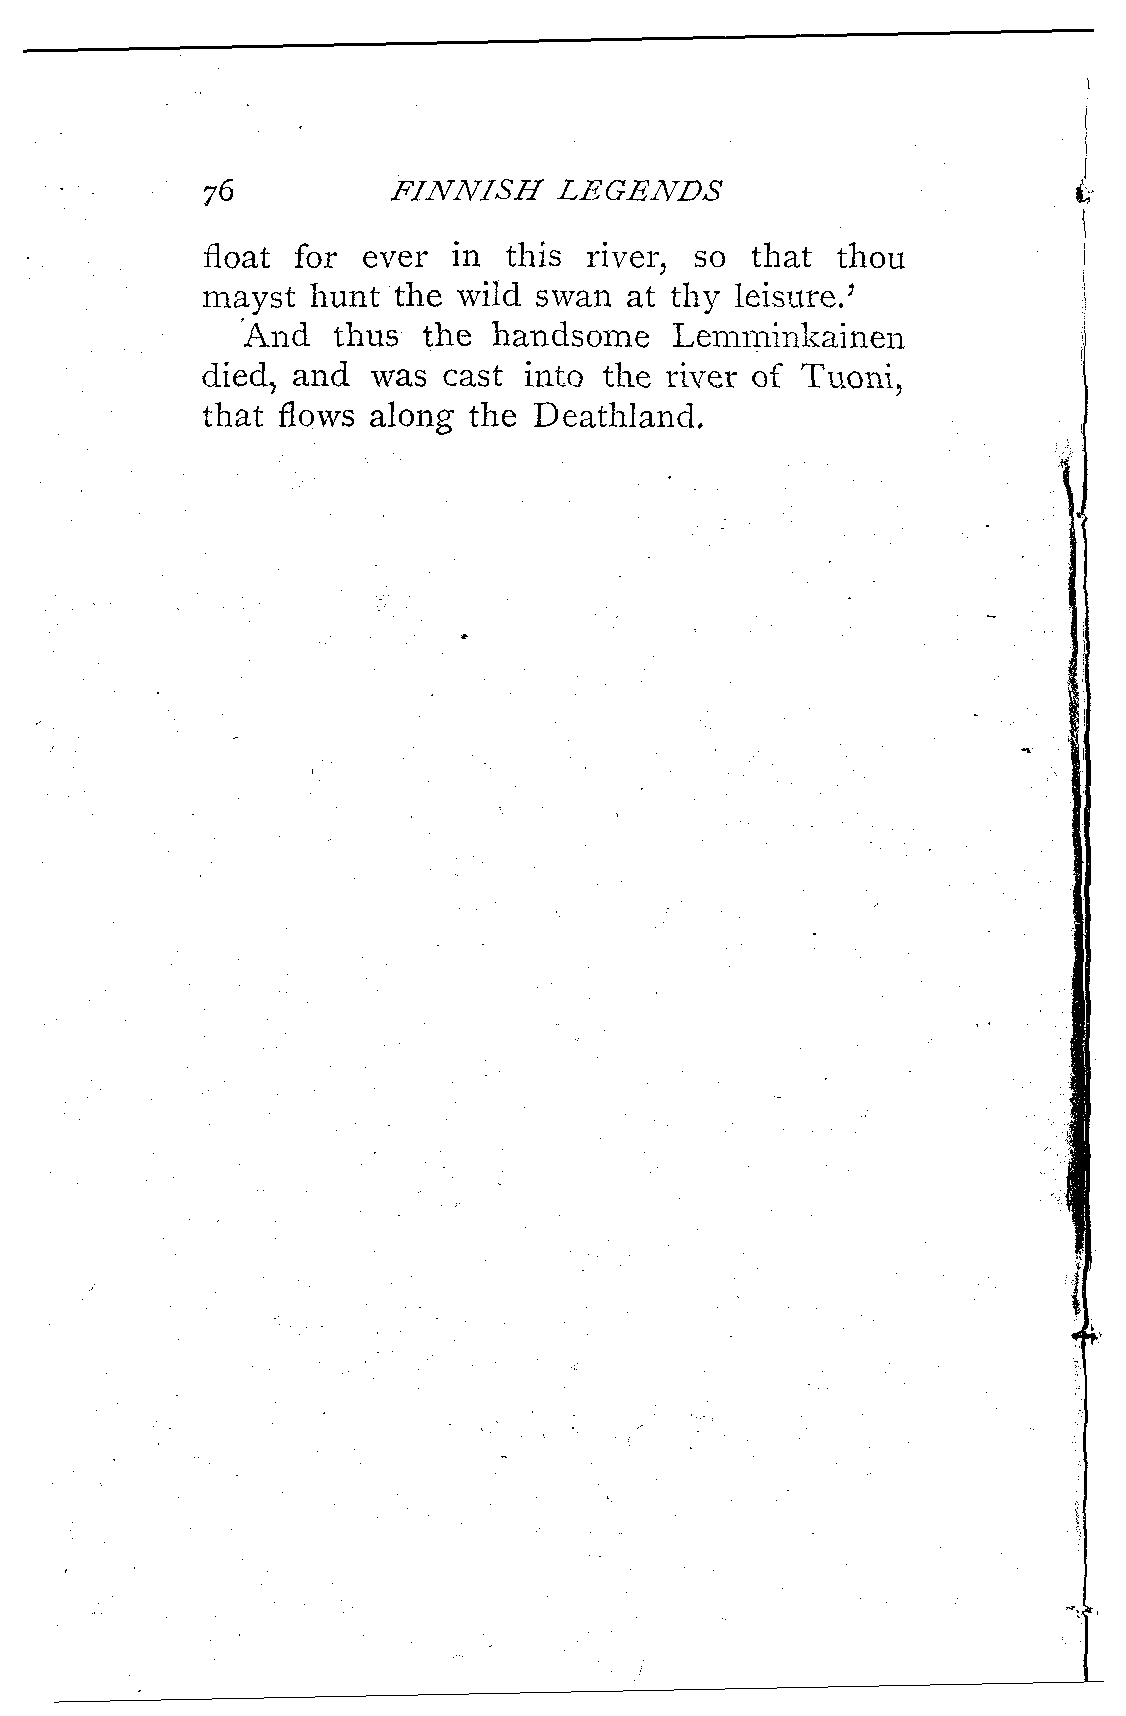 76 FINNISH LEGENDS
float for ever in this river, so that thou
mayst hunt the wild swan at thy leisure.’
And thus the handsome Lemminkainen
died, and was cast into the river of Tuoni,
that flows along the Deathland.